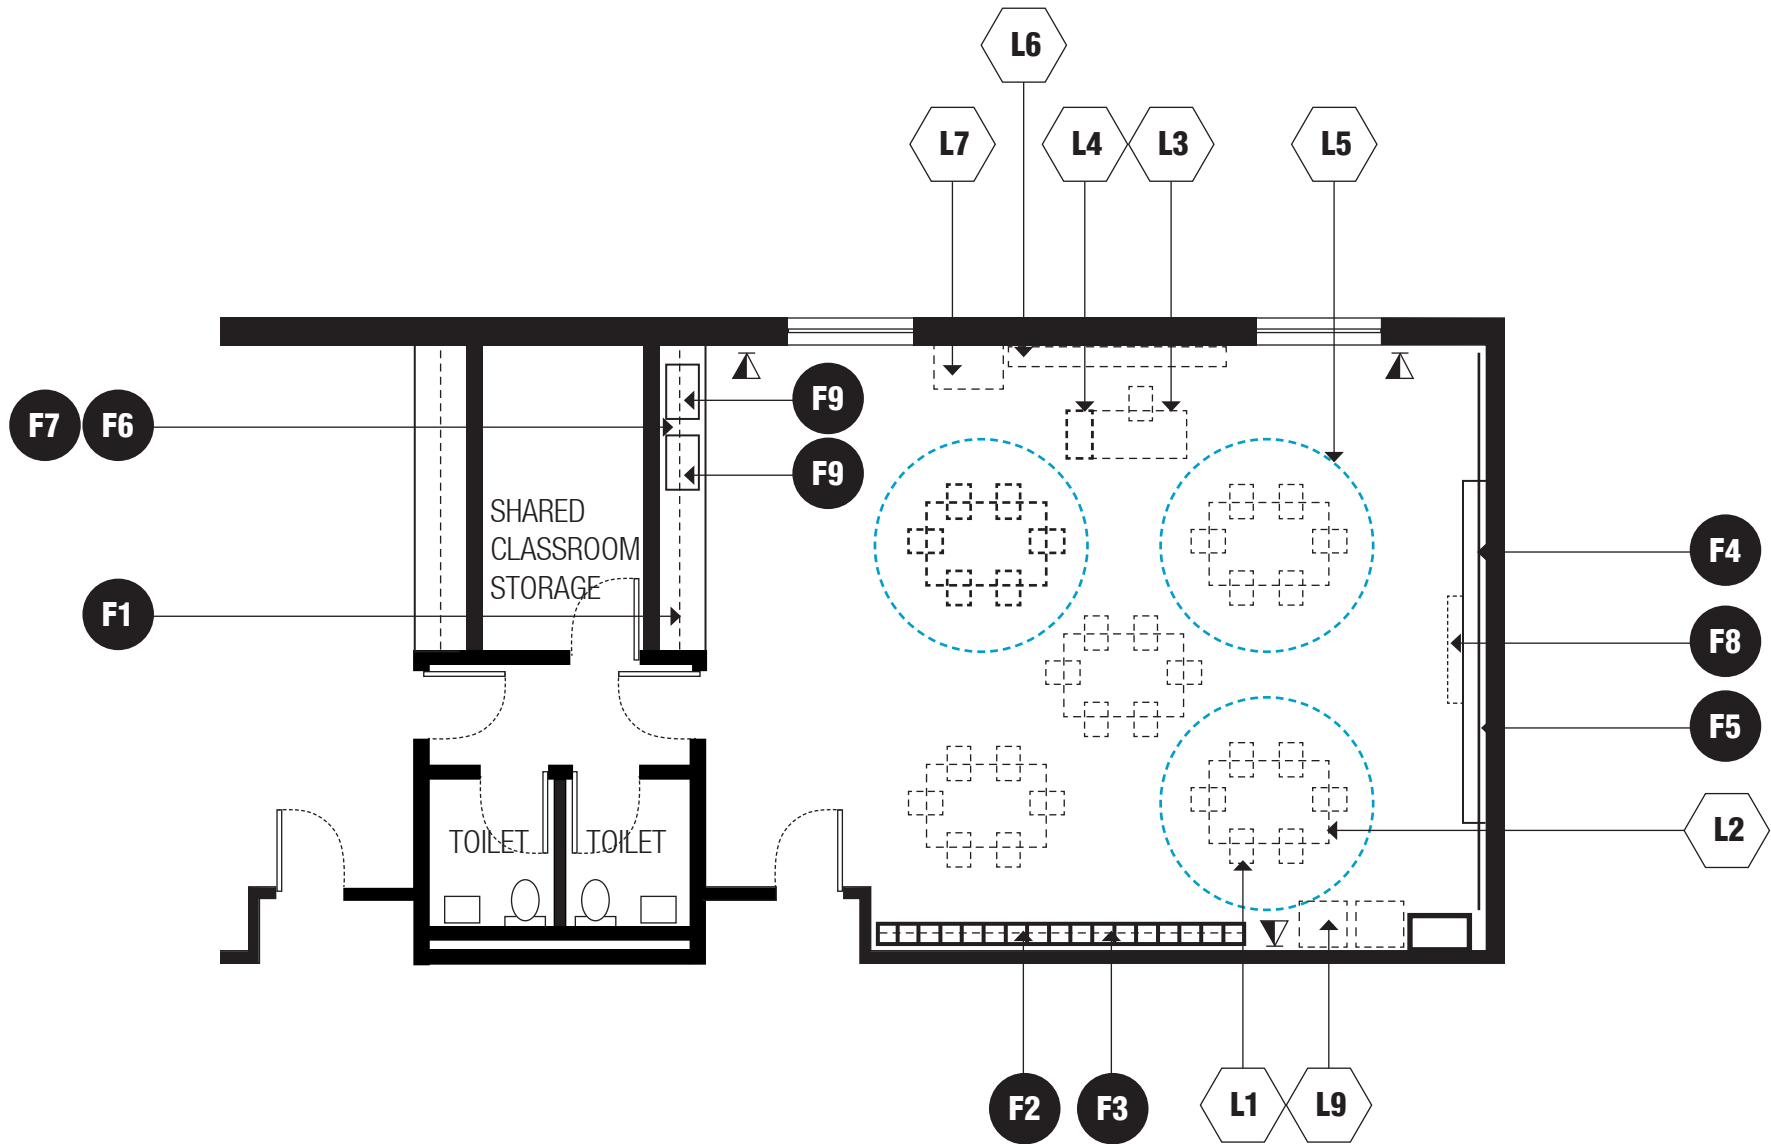 L6
L7
L4
L3
L5
F7
F6
F9
F9
SHARED
CLASSROOM
STORAGE
F4
F1
F8
F5
L2
TOILET
TOILET
F2
F3
L1
L9